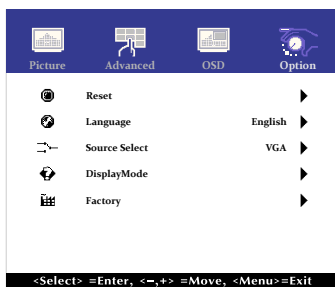 Picture Advanced OSD Option
Reset
Language English
Source Select VGA
DisplayMode
Factory
<Select> =Enter, <−,+> =Move, <Menu>=Exit